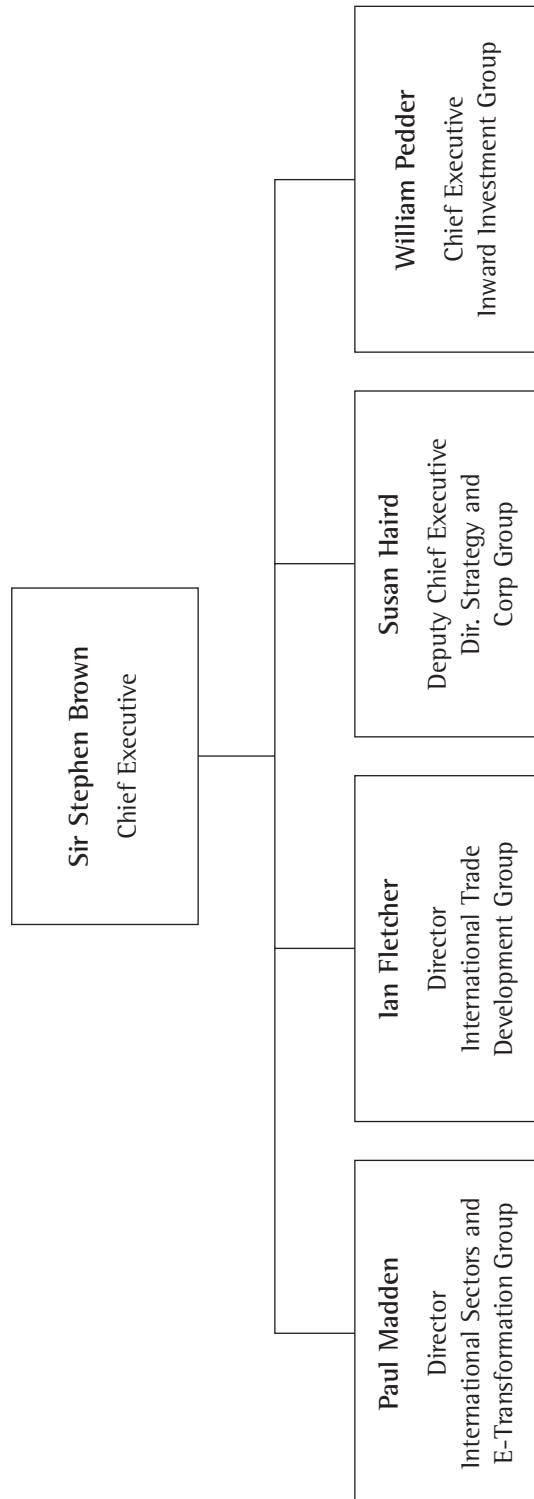 Sir Stephen Brown
Chief Executive
Paul Madden
Director
International Sectors and
E-Transformation Group
Ian Fletcher
Director
International Trade
Development Group
Susan Haird
Deputy Chief Executive
Dir. Strategy and
Corp Group
William Pedder
Chief Executive
Inward Investment Group